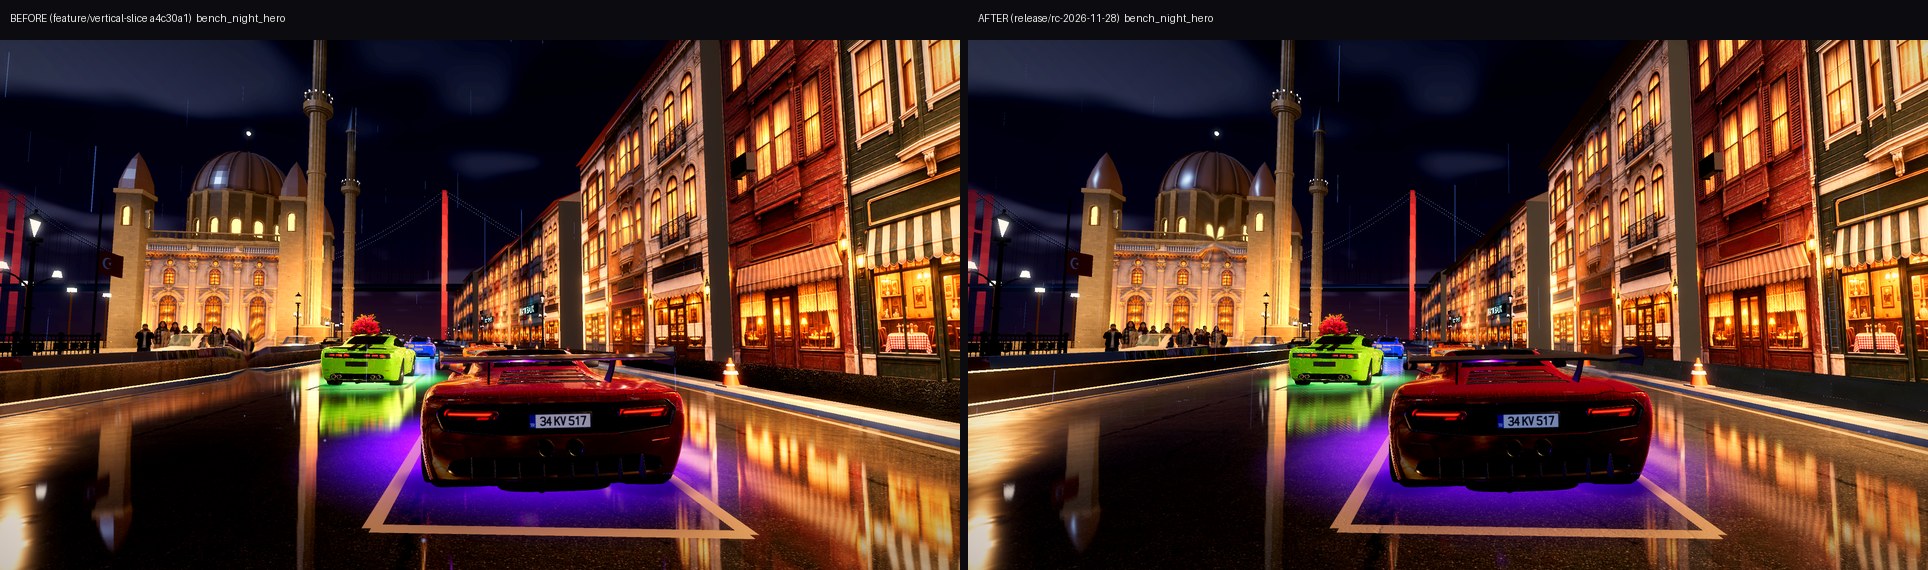 BEFORE (feature/vertical-slice a4c30a1) bench_night_hero
AFTER (release/rc-2026-11-28) bench_night_hero
34 KV 517
34 KV 517